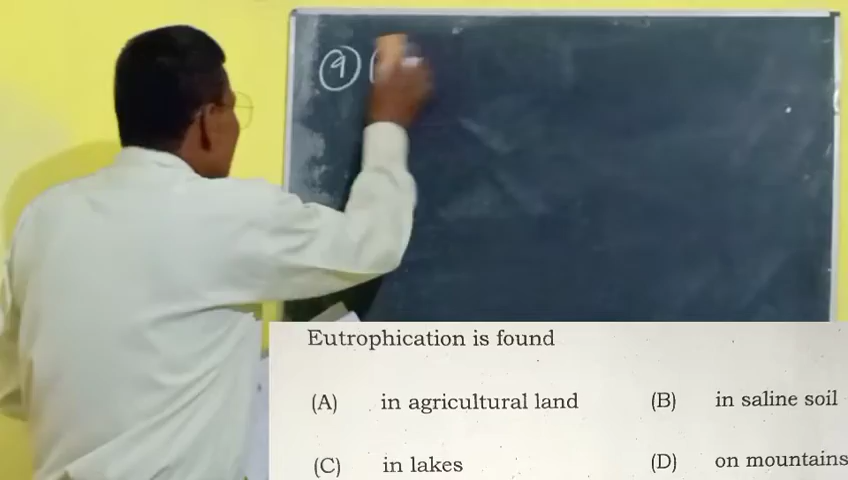 9 (
Eutrophication is found
(A) in agricultural land (B) in saline soil
(C) in lakes (D) on mountains